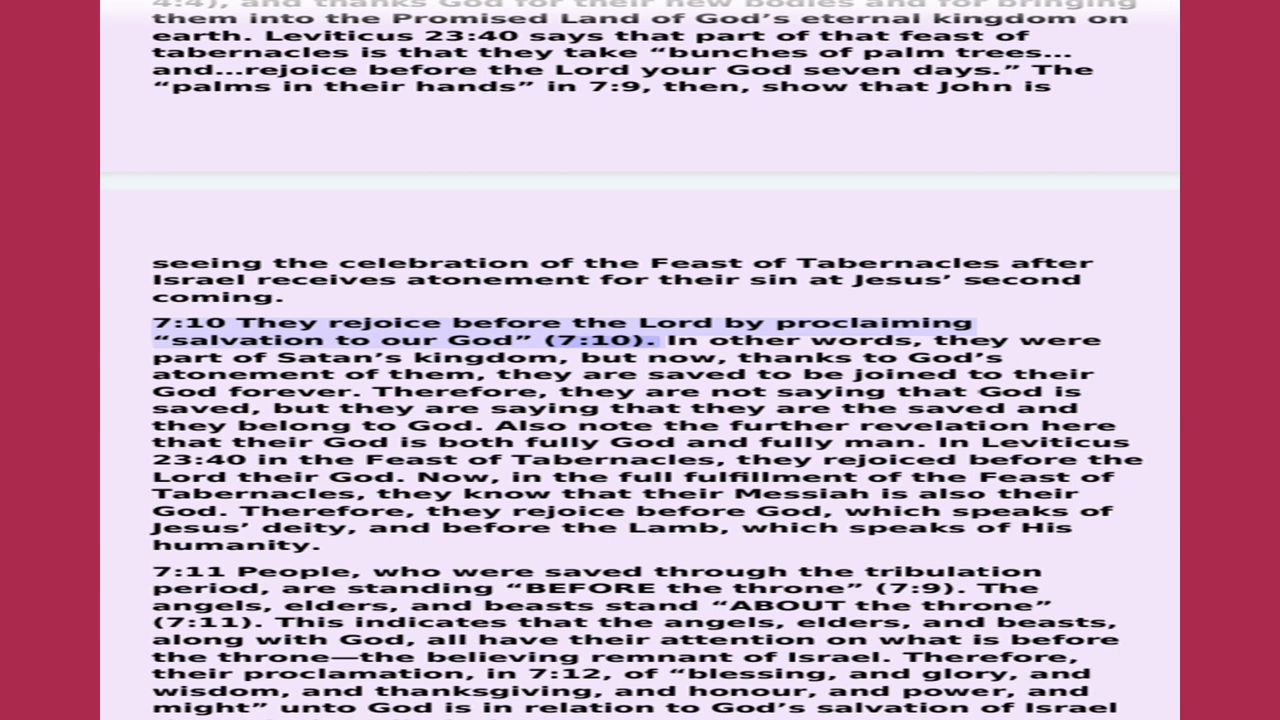 4:4), and thanks God for their new bodies and for bringing
them into the Promised Land of God’s eternal kingdom on
earth. Leviticus 23:40 says that part of that feast of
tabernacles is that they take “bunches of palm trees...
and...rejoice before the Lord your God seven days.” The
“palms in their hands” in 7:9, then, show that John is
seeing the celebration of the Feast of Tabernacles after
Israel receives atonement for their sin at Jesus’ second
coming.
7:10 They rejoice before the Lord by proclaiming
“salvation to our God” (7:10). In other words, they were
part of Satan’s kingdom, but now, thanks to God’s
atonement of them, they are saved to be joined to their
God forever. Therefore, they are not saying that God is
saved, but they are saying that they are the saved and
they belong to God. Also note the further revelation here
that their God is both fully God and fully man. In Leviticus
23:40 in the Feast of Tabernacles, they rejoiced before the
Lord their God. Now, in the full fulfillment of the Feast of
Tabernacles, they know that their Messiah is also their
God. Therefore, they rejoice before God, which speaks of
Jesus’ deity, and before the Lamb, which speaks of His
humanity.
7:11 People, who were saved through the tribulation
period, are standing “BEFORE the throne” (7:9). The
angels, elders, and beasts stand “ABOUT the throne”
(7:11). This indicates that the angels, elders, and beasts,
along with God, all have their attention on what is before
the throne—the believing remnant of Israel. Therefore,
their proclamation, in 7:12, of “blessing, and glory, and
wisdom, and thanksgiving, and honour, and power, and
might” unto God is in relation to God’s salvation of Israel